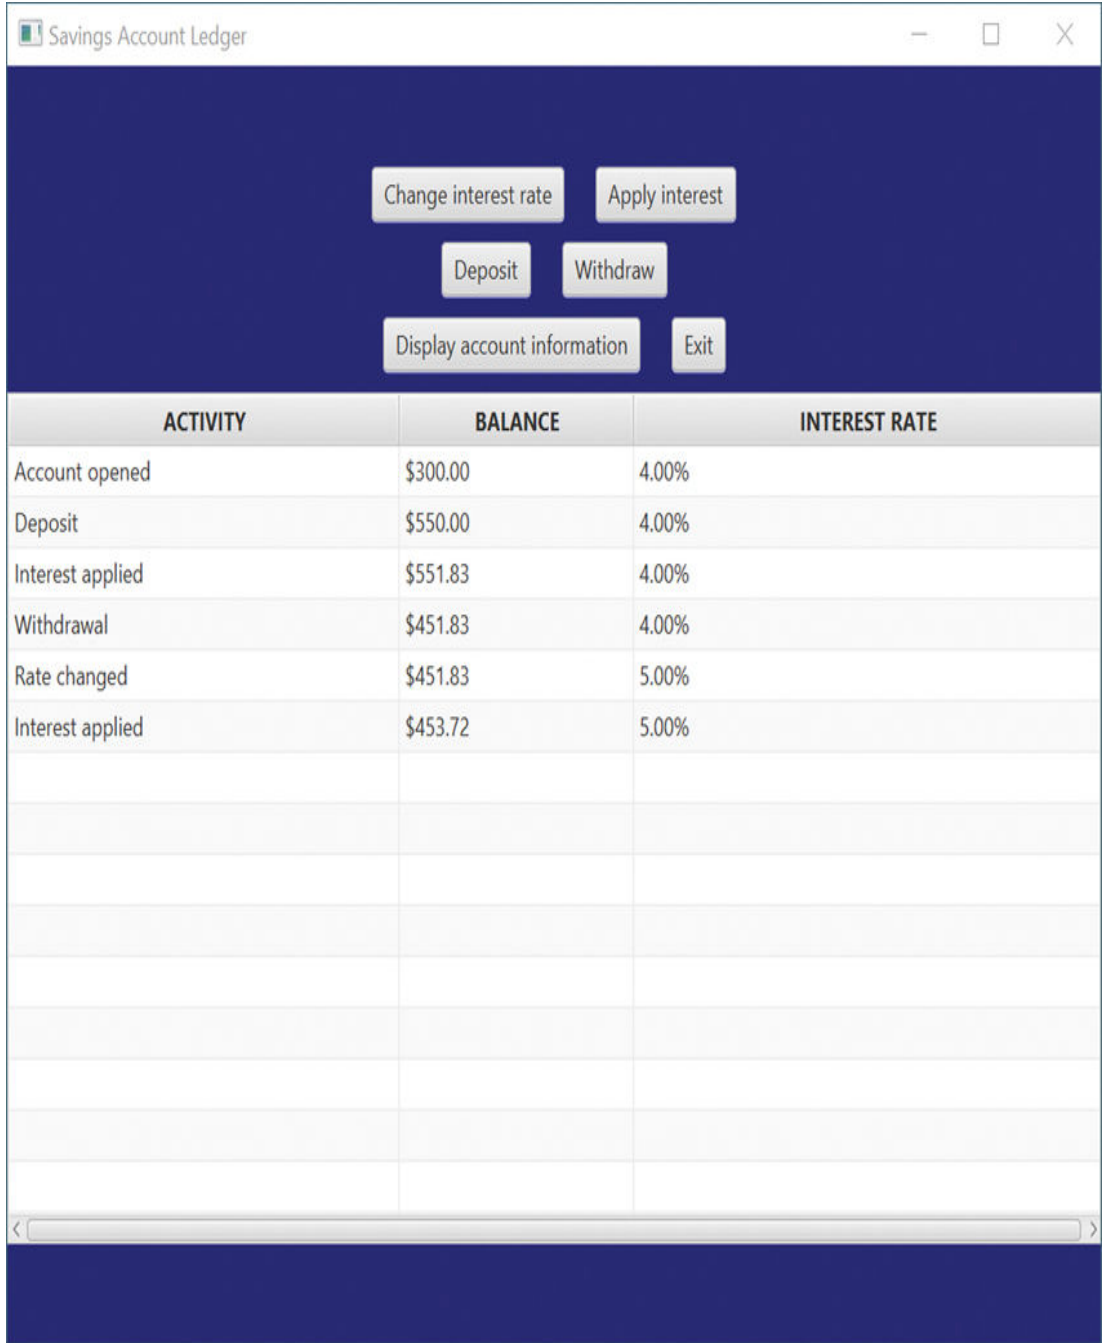 Savings Account Ledger
Change interest rate Apply interest
Deposit Withdraw
Display account information Exit
ACTIVITY BALANCE INTEREST RATE
Account opened $300.00 4.00%
Deposit $550.00 4.00%
Interest applied $551.83 4.00%
Withdrawal $451.83 4.00%
Rate changed $451.83 5.00%
Interest applied $453.72 5.00%